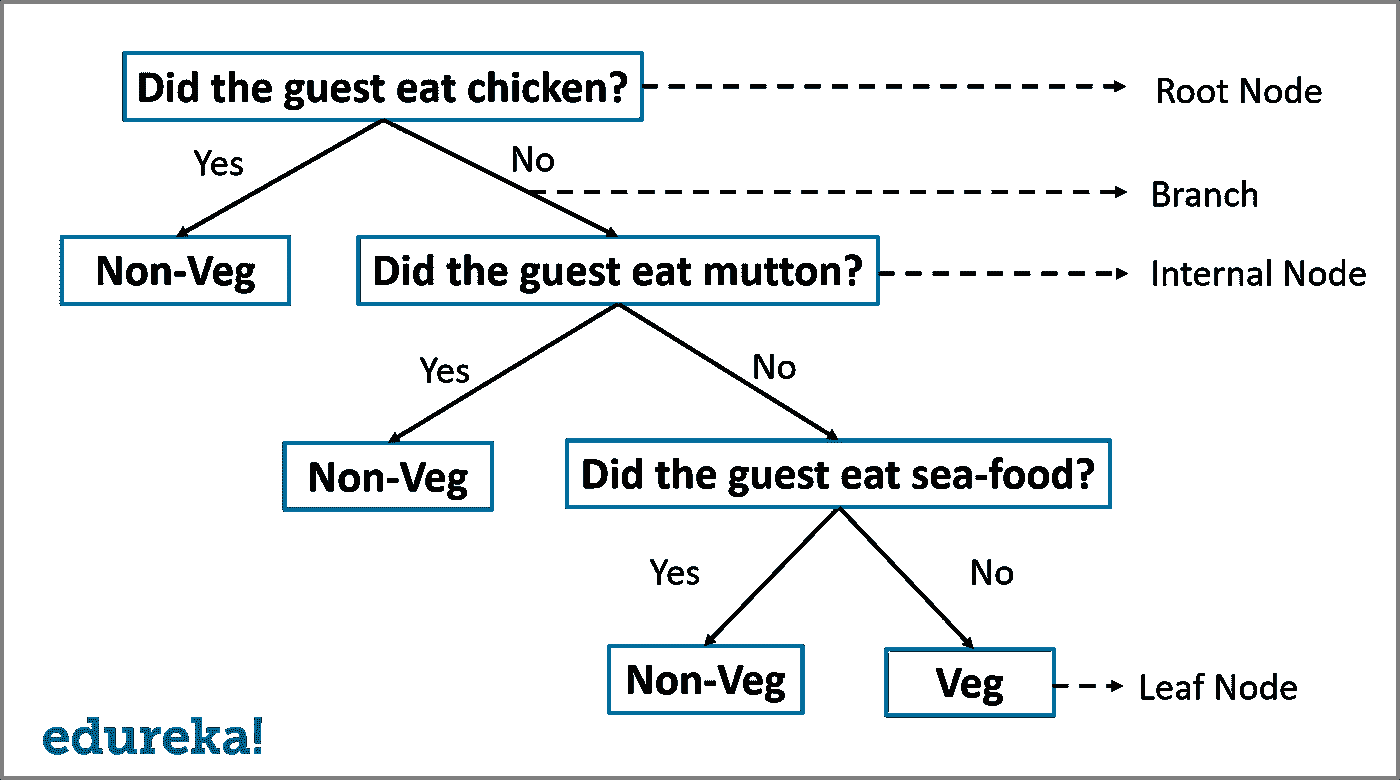 Did the guest eat chicken?
Root Node
Yes
No
Branch
Non-Veg
Did the guest eat mutton?
Internal Node
Yes
No
Non-Veg
Did the guest eat sea-food?
Yes
No
Non-Veg
Veg
Leaf Node
edureka!